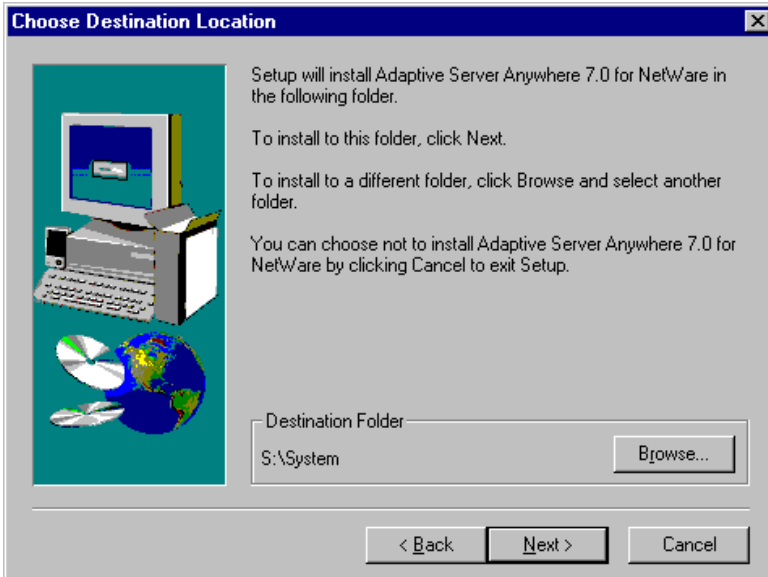 Choose Destination Location
Setup will install Adaptive Server Anywhere 7.0 for NetWare in
the following folder.
To install to this folder, click Next.
To install to a different folder, click Browse and select another
folder.
You can choose not to install Adaptive Server Anywhere 7.0 for
NetWare by clicking Cancel to exit Setup.
Destination Folder
S:\System
Browse...
< Back
Next >
Cancel